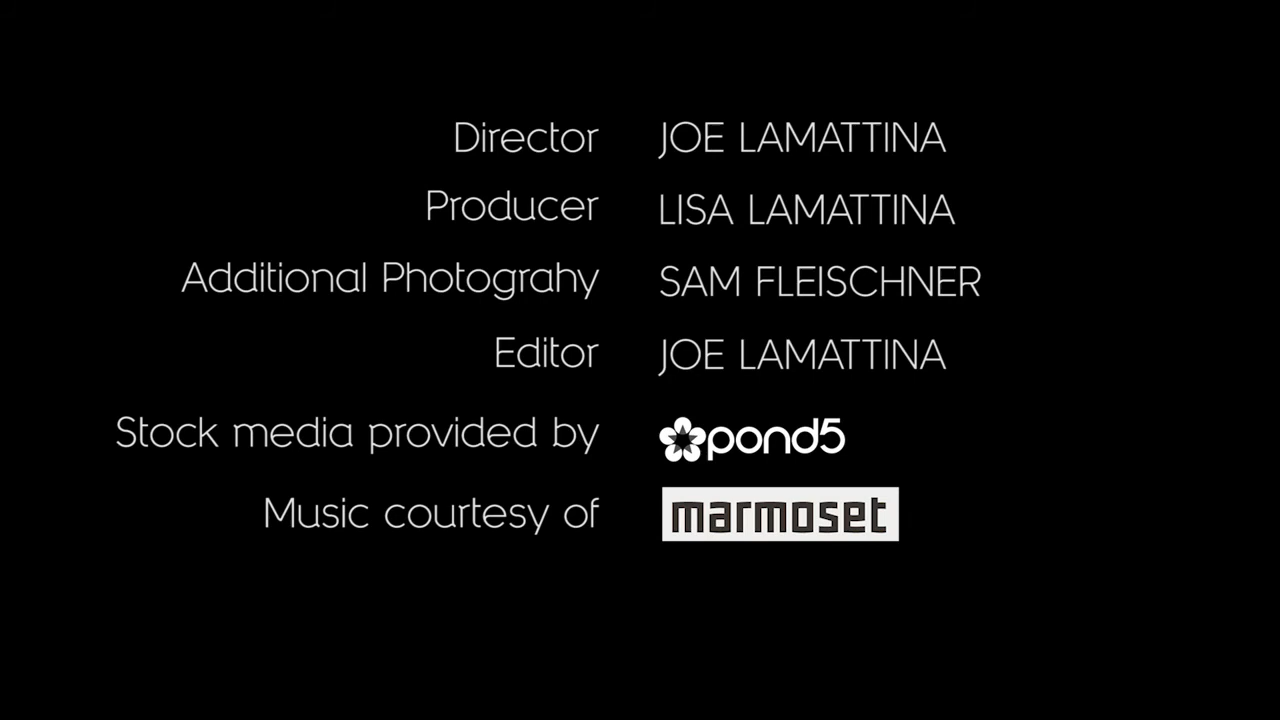 Director JOE LAMATTINA
Producer LISA LAMATTINA
Additional Photograhy SAM FLEISCHNER
Editor JOE LAMATTINA
Stock media provided by pond5
Music courtesy of marmoset